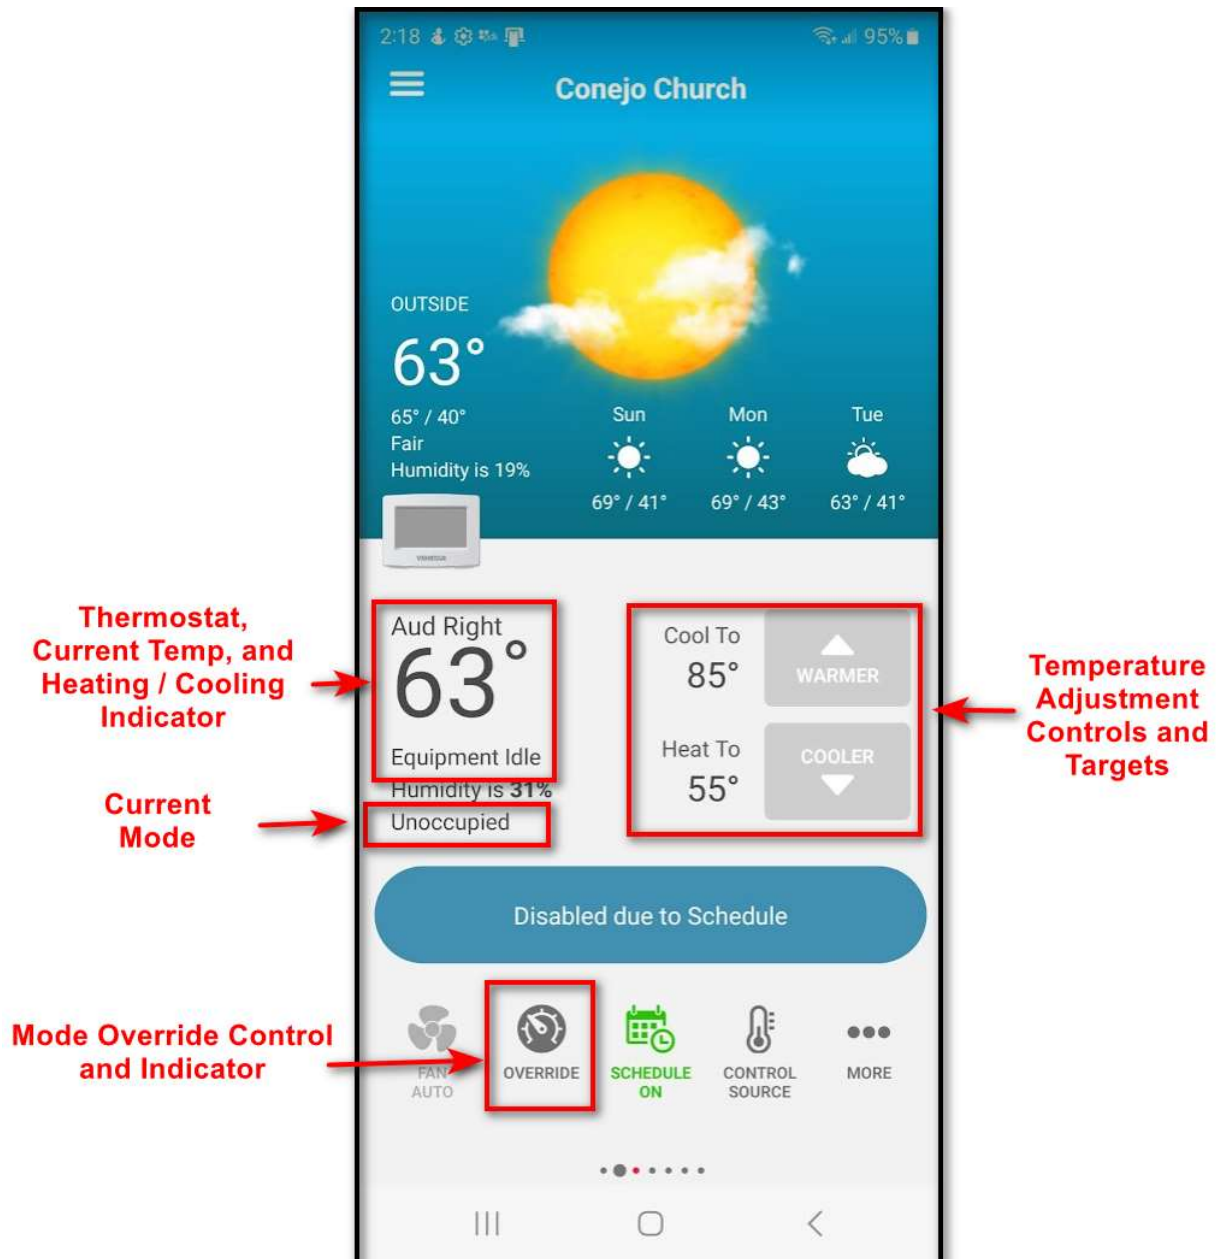 2:18
95%
Conejo Church
OUTSIDE
63°
65° / 40°
Fair
Humidity is 19%
Sun
Mon
Tue
69° / 41°
69° / 43°
63° / 41°
Thermostat,
Current Temp, and
Heating / Cooling
Indicator
Aud Right
63°
Equipment Idle
Humidity is 31%
Current
Mode
Unoccupied
Cool To
85°
WARMER
Heat To
55°
COOLER
Temperature
Adjustment
Controls and
Targets
Disabled due to Schedule
Mode Override Control
and Indicator
FAN
AUTO
OVERRIDE
SCHEDULE
ON
CONTROL
SOURCE
MORE